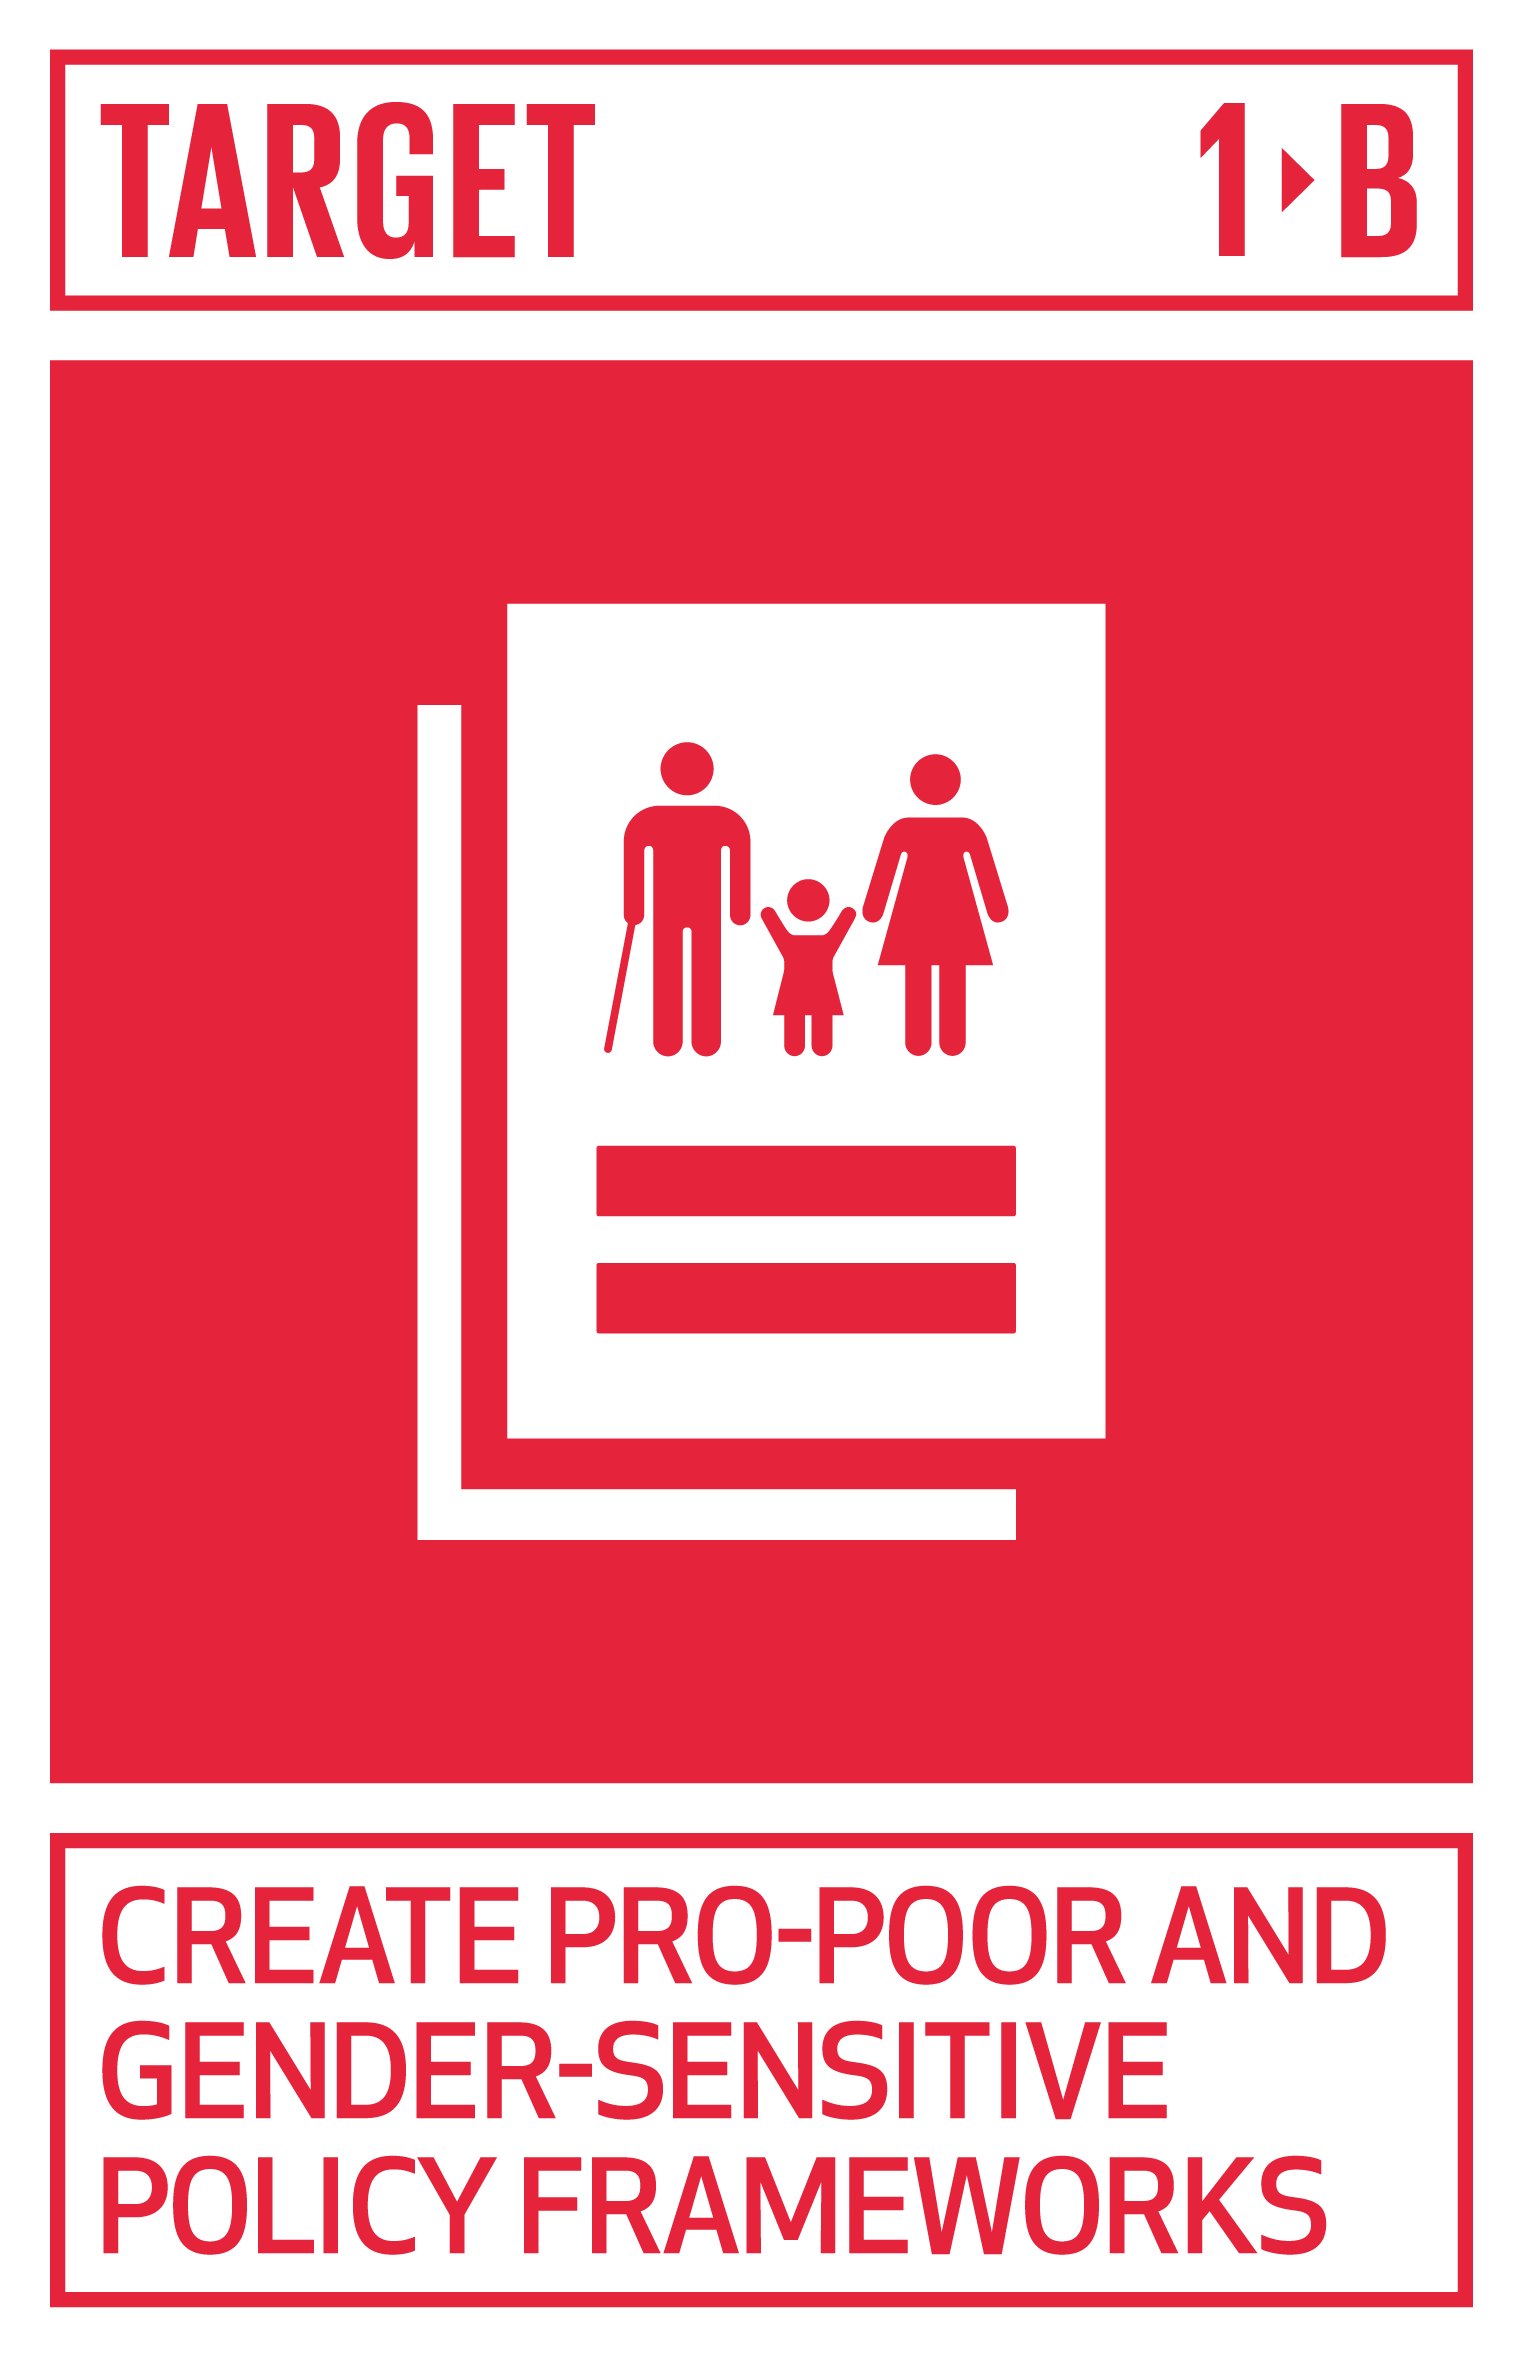 TARGET 1▸B
CREATE PRO-POOR AND
GENDER-SENSITIVE
POLICY FRAMEWORKS